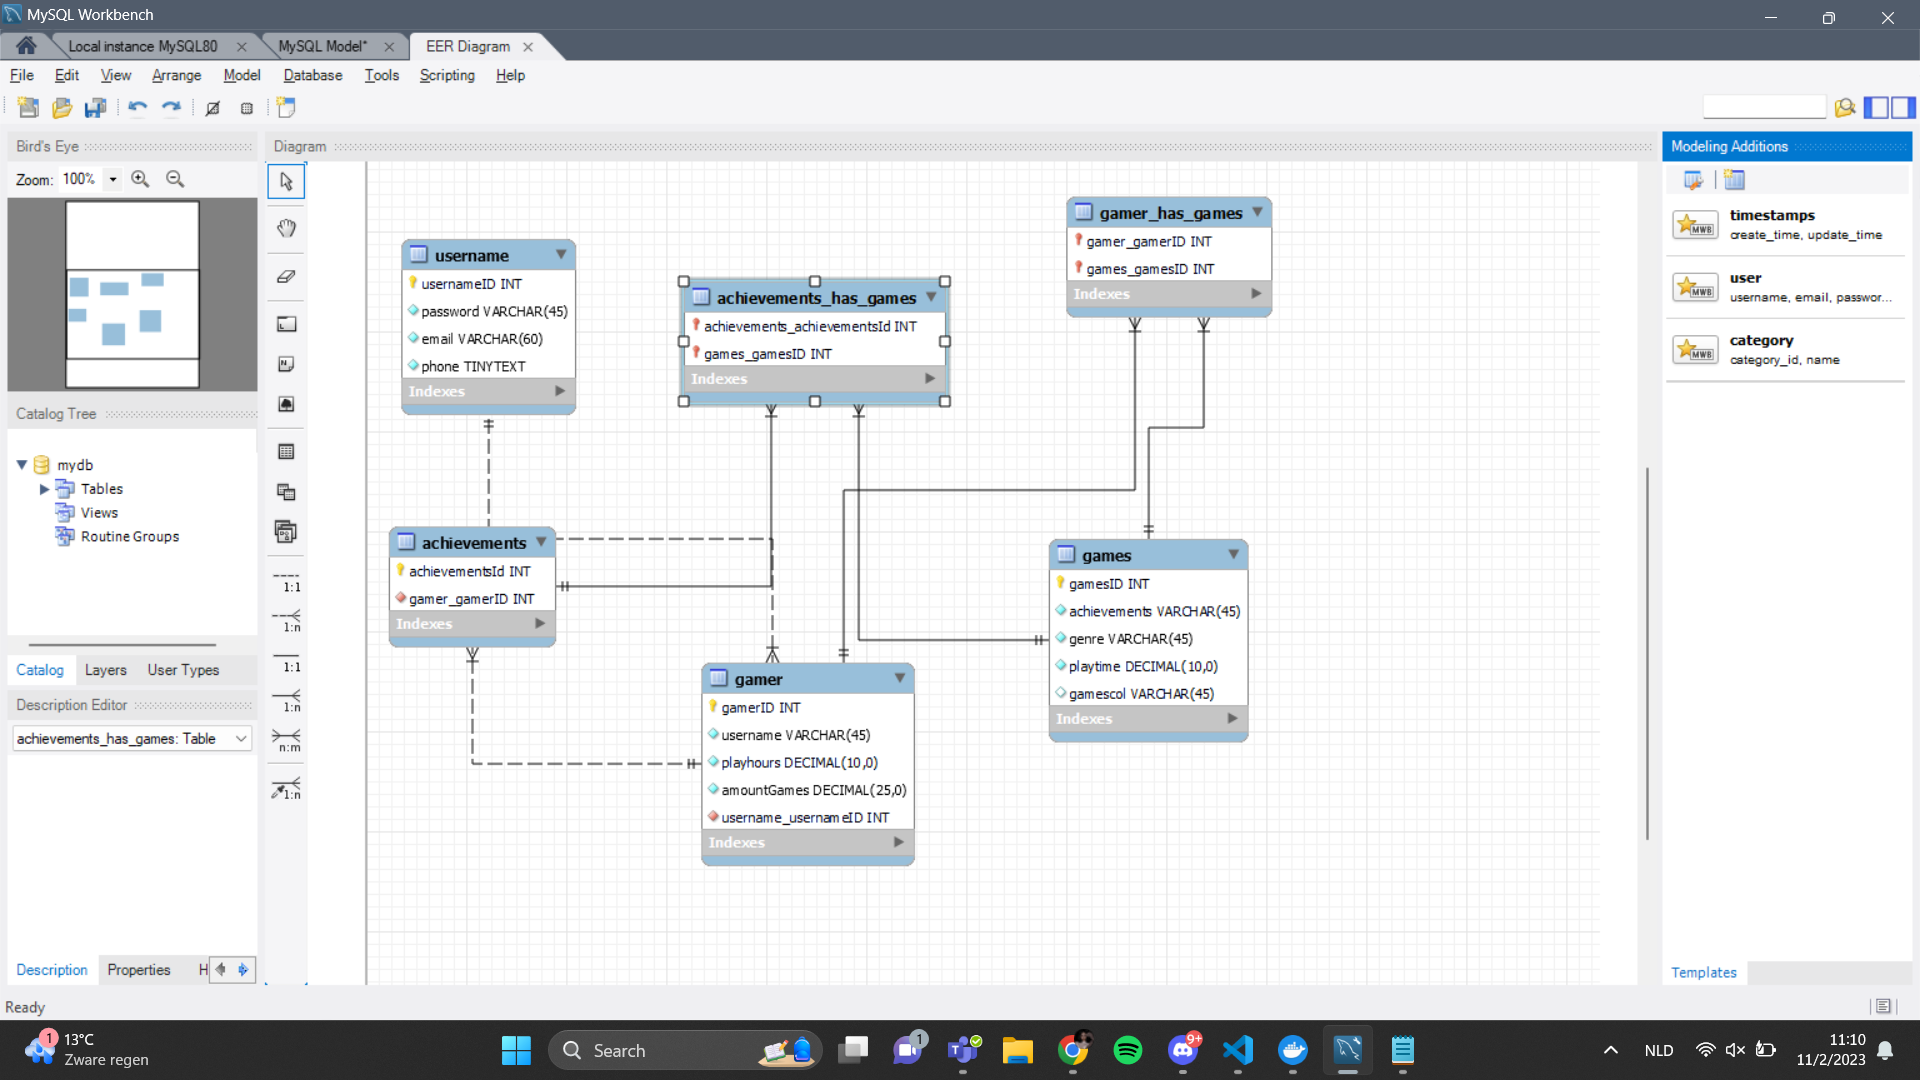 MySQL Workbench
Local instance MySQL80
MySQL Model*
EER Diagram
File Edit View Arrange Model Database Tools Scripting Help
Bird's Eye
Zoom: 100%
Catalog Tree
mydb
Tables
Views
Routine Groups
Catalog Layers User Types
Description Editor
achievements_has_games: Table
Description Properties H
Diagram
1:1
1:n
1:1
1:n
n:m
1:n
username
usernameID INT
password VARCHAR(45)
email VARCHAR(60)
phone TINYTEXT
Indexes
achievements_has_games
achievements_achievementsId INT
games_gamesID INT
Indexes
gamer_has_games
gamer_gamerID INT
games_gamesID INT
Indexes
achievements
achievementsId INT
gamer_gamerID INT
Indexes
games
gamesID INT
achievements VARCHAR(45)
genre VARCHAR(45)
playtime DECIMAL(10,0)
gamescol VARCHAR(45)
Indexes
gamer
gamerID INT
username VARCHAR(45)
playhours DECIMAL(10,0)
amountGames DECIMAL(25,0)
username_usernameID INT
Indexes
Modeling Additions
MWB
timestamps
create_time, update_time
MWB
user
username, email, passwor...
MWB
category
category_id, name
Templates
Ready
1
13°C
Zware regen
Search
1
9+
NLD
11:10
11/2/2023